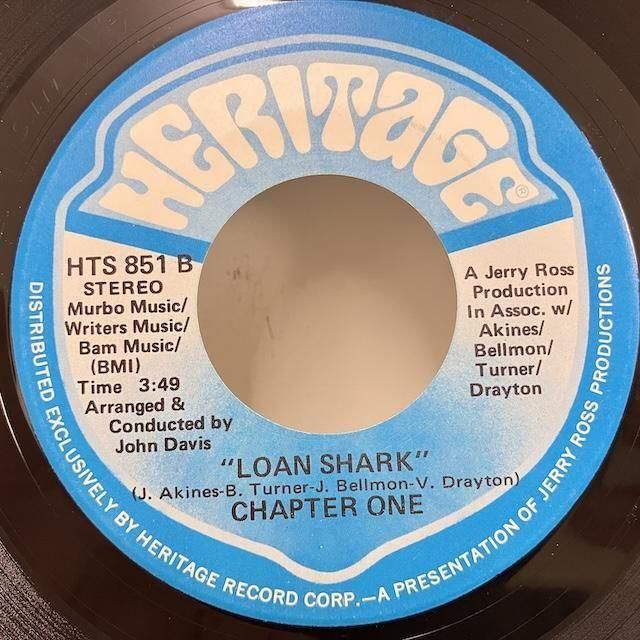 HERITAGE®
HTS 851 B
STEREO
Murbo Music/
Writers Music/
Bam Music/
(BMI)
Time 3:49
Arranged &
Conducted by
John Davis
A Jerry Ross
Production
In Assoc. w/
Akines/
Bellmon/
Turner/
Drayton
"LOAN SHARK"
(J. Akines-B. Turner-J. Bellmon-V. Drayton)
CHAPTER ONE
DISTRIBUTED EXCLUSIVELY BY HERITAGE RECORD CORP.—A PRESENTATION OF JERRY ROSS PRODUCTIONS